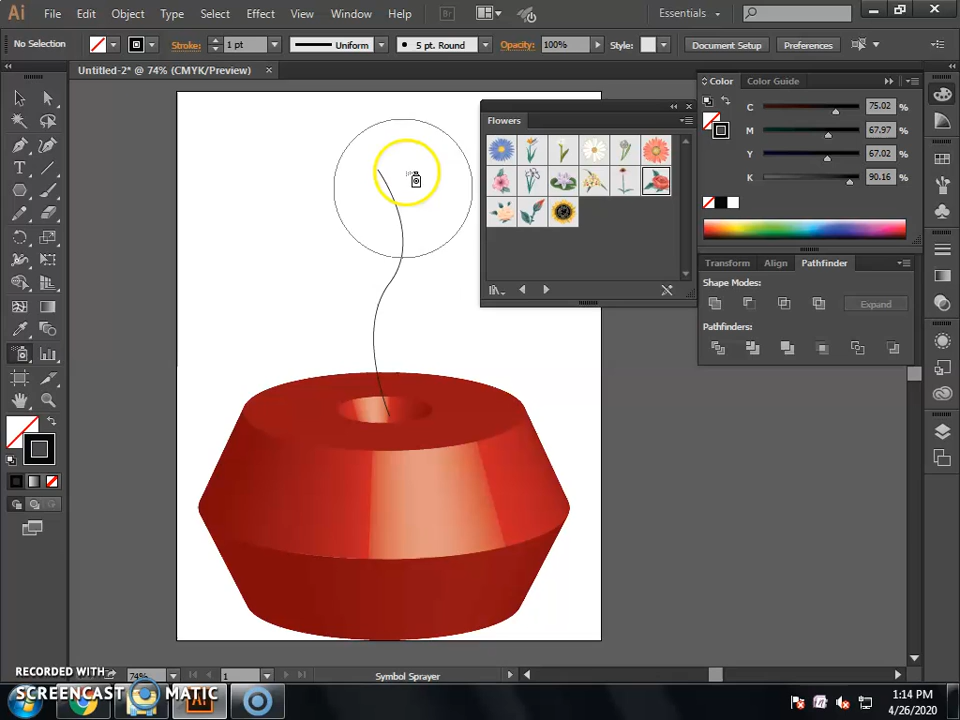 Ai File Edit Object Type Select Effect View Window Help Br Essentials
No Selection Stroke: 1 pt Uniform 5 pt. Round Opacity: 100% Style: Document Setup Preferences
Untitled-2* @ 74% (CMYK/Preview) ×
Color Color Guide
C 75.02 %
M 67.97 %
Y 67.02 %
K 90.16 %
Flowers
Transform Align Pathfinder
Shape Modes:
Expand
Pathfinders:
74% 1 Symbol Sprayer
RECORDED WITH
SCREENCAST MATIC
1:14 PM
4/26/2020